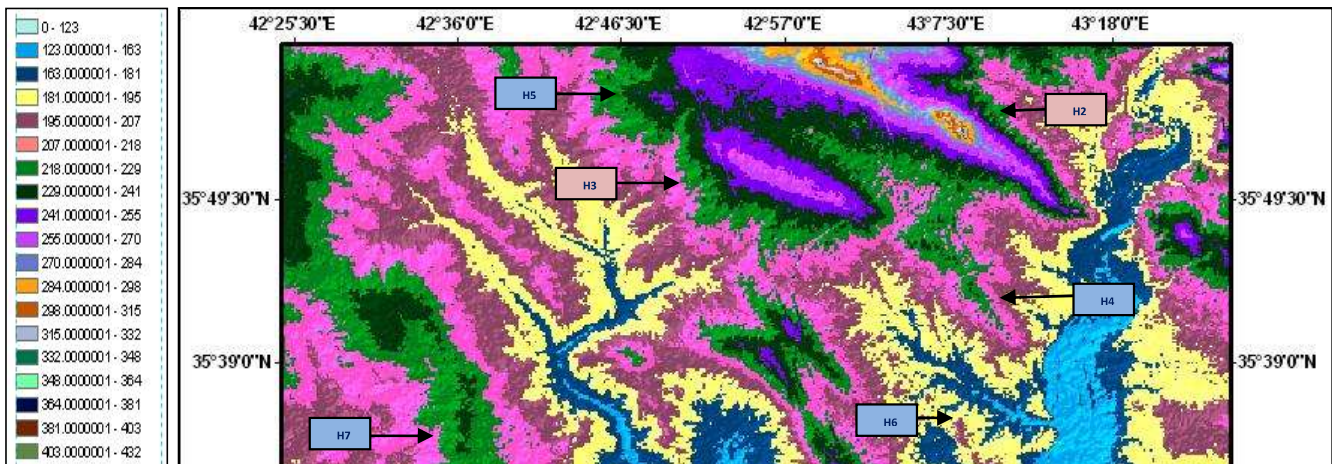 0 - 123
123.0000001 - 163
163.0000001 - 181
181.0000001 - 195
195.0000001 - 207
207.0000001 - 218
218.0000001 - 229
229.0000001 - 241
241.0000001 - 255
255.0000001 - 270
270.0000001 - 284
284.0000001 - 298
298.0000001 - 315
315.0000001 - 332
332.0000001 - 348
348.0000001 - 364
364.0000001 - 381
381.0000001 - 403
403.0000001 - 432
42°25'30"E 42°36'0"E 42°46'30"E 42°57'0"E 43°07'30"E 43°18'0"E
H5
H2
H3
35°49'30"N 35°49'30"N
H4
35°39'0"N 35°39'0"N
H6
H7